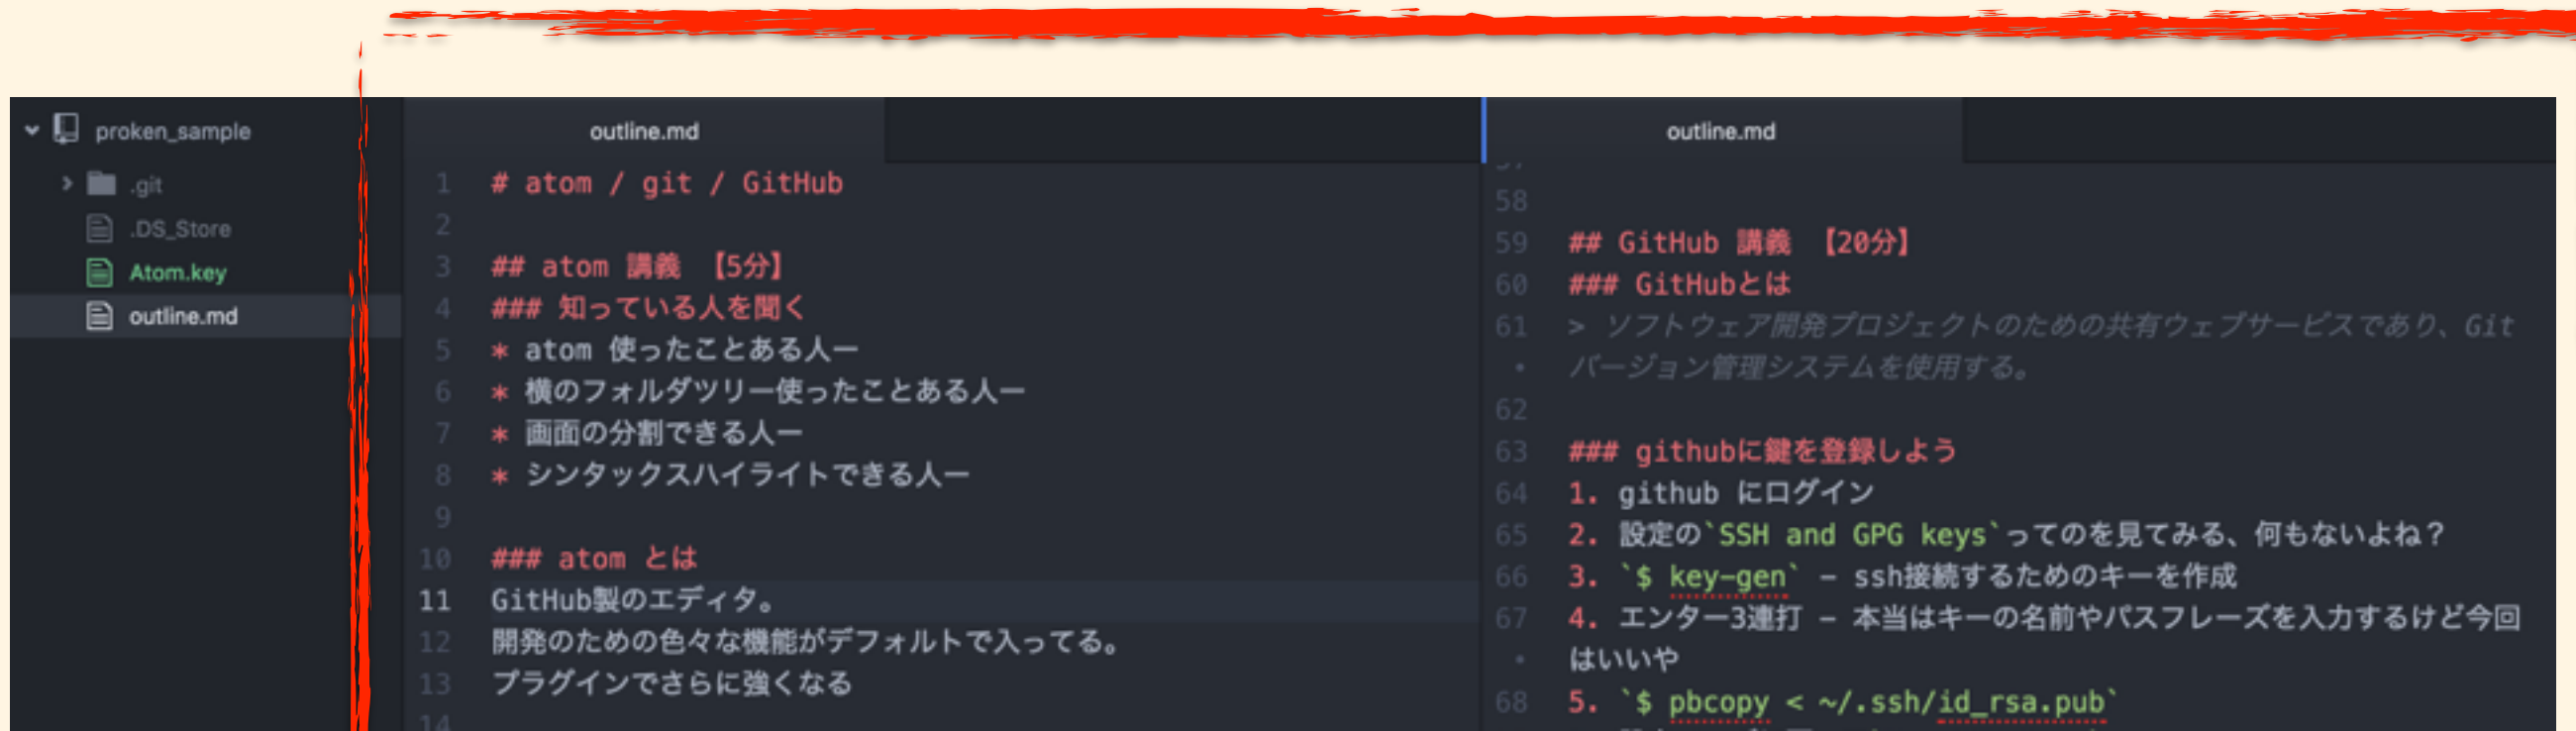 proken_sample
.git
.DS_Store
Atom.key
outline.md
outline.md
1 # atom / git / GitHub
2
3 ## atom 講義 【5分】
4 ### 知っている人を聞く
5 * atom 使ったことある人ー
6 * 横のフォルダツリー使ったことある人ー
7 * 画面の分割できる人ー
8 * シンタックスハイライトできる人ー
9
10 ### atom とは
11 GitHub製のエディタ。
12 開発のための色々な機能がデフォルトで入ってる。
13 プラグインでさらに強くなる
14
outline.md
58
59 ## GitHub 講義 【20分】
60 ### GitHubとは
61 > ソフトウェア開発プロジェクトのための共有ウェブサービスであり、Git
• バージョン管理システムを使用する。
62
63 ### githubに鍵を登録しよう
64 1. github にログイン
65 2. 設定の`SSH and GPG keys`ってのを見てみる、何もないよね？
66 3. `$ key-gen` – ssh接続するためのキーを作成
67 4. エンター3連打 – 本当はキーの名前やパスフレーズを入力するけど今回
• はいいや
68 5. `$ pbcopy < ~/.ssh/id_rsa.pub`